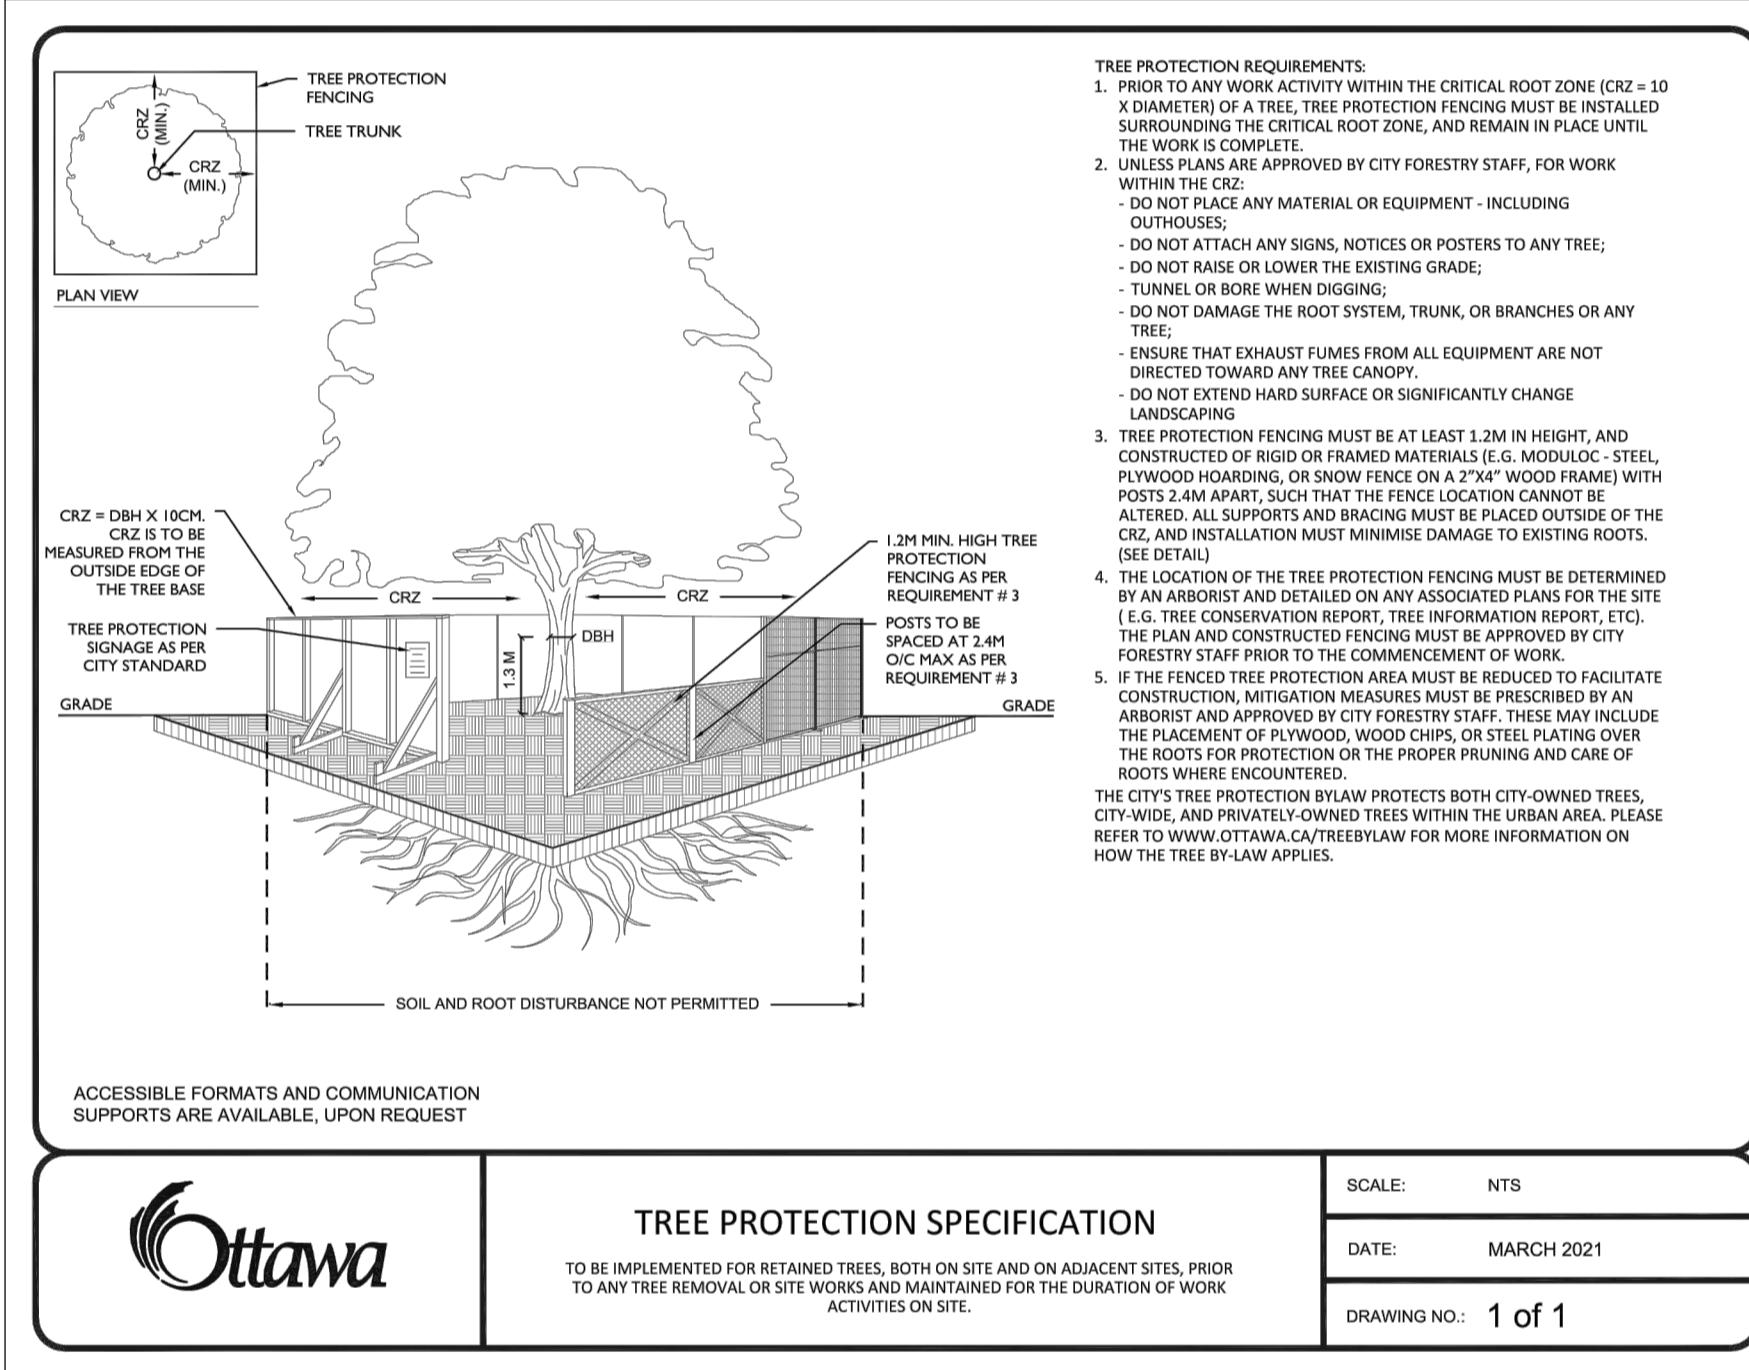 TREE PROTECTION
FENCING
TREE TRUNK
CRZ
(MIN.)
CRZ
(MIN.)
PLAN VIEW
CRZ = DBH X 10CM.
CRZ IS TO BE
MEASURED FROM THE
OUTSIDE EDGE OF
THE TREE BASE
TREE PROTECTION
SIGNAGE AS PER
CITY STANDARD
GRADE
CRZ
CRZ
DBH
1.3 M
1.2M MIN. HIGH TREE
PROTECTION
FENCING AS PER
REQUIREMENT # 3
POSTS TO BE
SPACED AT 2.4M
O/C MAX AS PER
REQUIREMENT # 3
GRADE
SOIL AND ROOT DISTURBANCE NOT PERMITTED
TREE PROTECTION REQUIREMENTS:
1. PRIOR TO ANY WORK ACTIVITY WITHIN THE CRITICAL ROOT ZONE (CRZ = 10
X DIAMETER) OF A TREE, TREE PROTECTION FENCING MUST BE INSTALLED
SURROUNDING THE CRITICAL ROOT ZONE, AND REMAIN IN PLACE UNTIL
THE WORK IS COMPLETE.
2. UNLESS PLANS ARE APPROVED BY CITY FORESTRY STAFF, FOR WORK
WITHIN THE CRZ:
- DO NOT PLACE ANY MATERIAL OR EQUIPMENT - INCLUDING
OUTHOUSES;
- DO NOT ATTACH ANY SIGNS, NOTICES OR POSTERS TO ANY TREE;
- DO NOT RAISE OR LOWER THE EXISTING GRADE;
- TUNNEL OR BORE WHEN DIGGING;
- DO NOT DAMAGE THE ROOT SYSTEM, TRUNK, OR BRANCHES OR ANY
TREE;
- ENSURE THAT EXHAUST FUMES FROM ALL EQUIPMENT ARE NOT
DIRECTED TOWARD ANY TREE CANOPY.
- DO NOT EXTEND HARD SURFACE OR SIGNIFICANTLY CHANGE
LANDSCAPING
3. TREE PROTECTION FENCING MUST BE AT LEAST 1.2M IN HEIGHT, AND
CONSTRUCTED OF RIGID OR FRAMED MATERIALS (E.G. MODULOC - STEEL,
PLYWOOD HOARDING, OR SNOW FENCE ON A 2"X4" WOOD FRAME) WITH
POSTS 2.4M APART, SUCH THAT THE FENCE LOCATION CANNOT BE
ALTERED. ALL SUPPORTS AND BRACING MUST BE PLACED OUTSIDE OF THE
CRZ, AND INSTALLATION MUST MINIMISE DAMAGE TO EXISTING ROOTS.
(SEE DETAIL)
4. THE LOCATION OF THE TREE PROTECTION FENCING MUST BE DETERMINED
BY AN ARBORIST AND DETAILED ON ANY ASSOCIATED PLANS FOR THE SITE
( E.G. TREE CONSERVATION REPORT, TREE INFORMATION REPORT, ETC).
THE PLAN AND CONSTRUCTED FENCING MUST BE APPROVED BY CITY
FORESTRY STAFF PRIOR TO THE COMMENCEMENT OF WORK.
5. IF THE FENCED TREE PROTECTION AREA MUST BE REDUCED TO FACILITATE
CONSTRUCTION, MITIGATION MEASURES MUST BE PRESCRIBED BY AN
ARBORIST AND APPROVED BY CITY FORESTRY STAFF. THESE MAY INCLUDE
THE PLACEMENT OF PLYWOOD, WOOD CHIPS, OR STEEL PLATING OVER
THE ROOTS FOR PROTECTION OR THE PROPER PRUNING AND CARE OF
ROOTS WHERE ENCOUNTERED.
THE CITY'S TREE PROTECTION BYLAW PROTECTS BOTH CITY-OWNED TREES,
CITY-WIDE, AND PRIVATELY-OWNED TREES WITHIN THE URBAN AREA. PLEASE
REFER TO WWW.OTTAWA.CA/TREEBYLAW FOR MORE INFORMATION ON
HOW THE TREE BY-LAW APPLIES.
ACCESSIBLE FORMATS AND COMMUNICATION
SUPPORTS ARE AVAILABLE, UPON REQUEST
Ottawa
TREE PROTECTION SPECIFICATION
TO BE IMPLEMENTED FOR RETAINED TREES, BOTH ON SITE AND ON ADJACENT SITES, PRIOR
TO ANY TREE REMOVAL OR SITE WORKS AND MAINTAINED FOR THE DURATION OF WORK
ACTIVITIES ON SITE.
SCALE: NTS
DATE: MARCH 2021
DRAWING NO.: 1 of 1